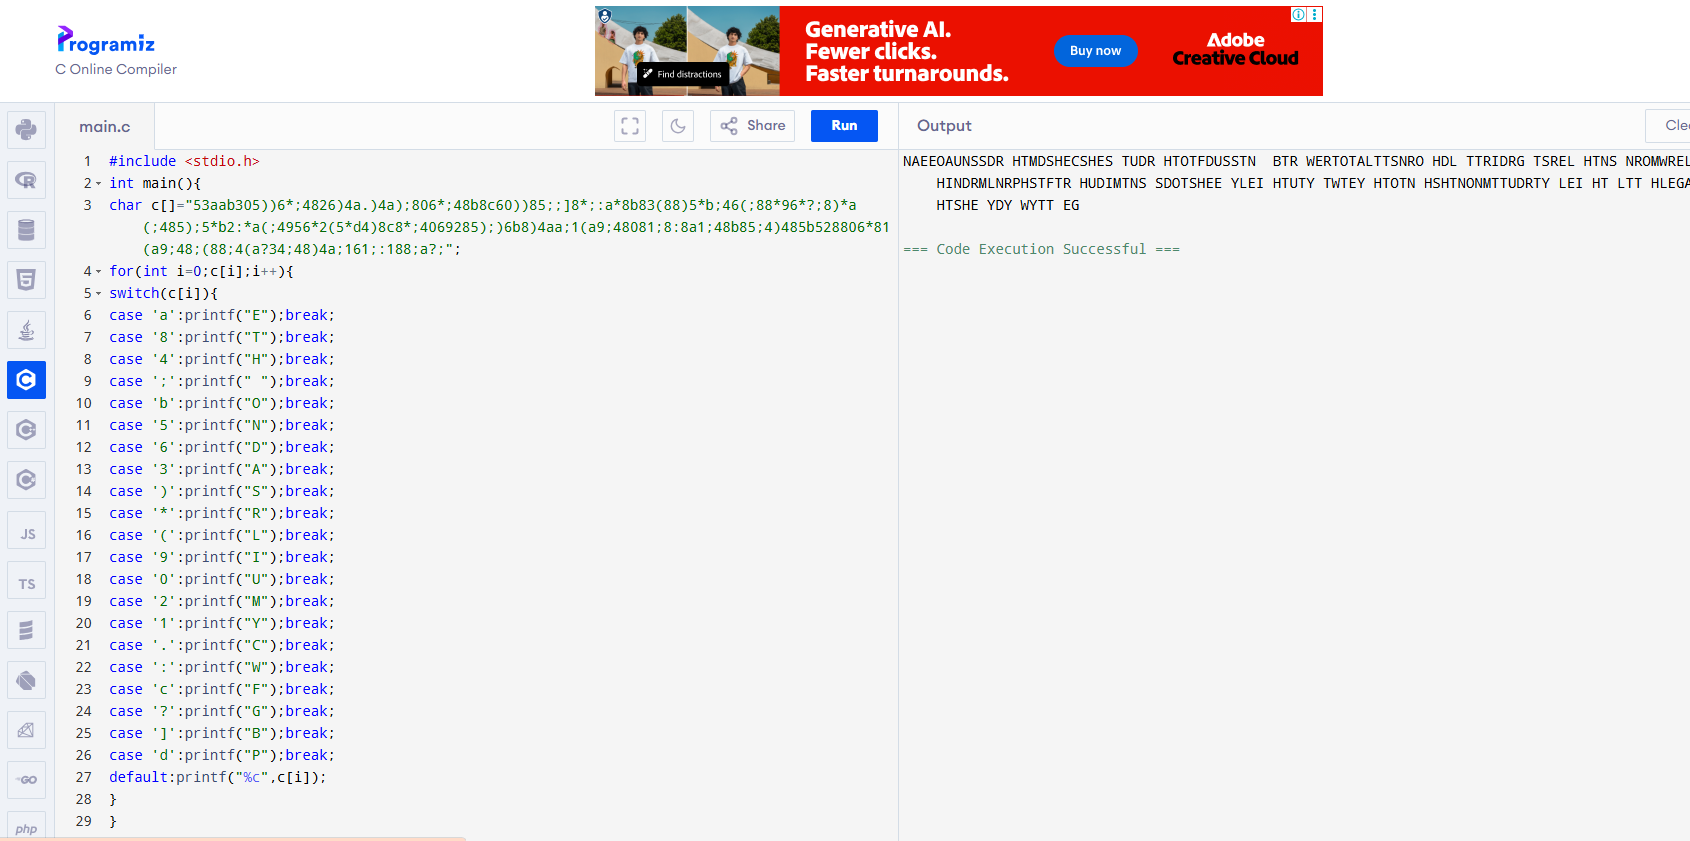 Programiz
C Online Compiler
Find distractions
Generative AI.
Fewer clicks.
Faster turnarounds.
Buy now
Adobe
Creative Cloud
main.c
Share
Run
Output
1 #include <stdio.h>
2 int main(){
3 char c[]="53aab305))6*;4826)4a.)4a);806*;48b8c60))85;;]8*;:a*8b83(88)5*b;46(;88*96*?;8)*a
(;485);5*b2:*a(;4956*2(5*d4)8c8*;4069285);)6b8)4aa;1(a9;48081;8:8a1;48b85;4)485b528806*81
(a9;48;(88;4(a?34;48)4a;161;:188;a?;";
4 for(int i=0;c[i];i++){
5 switch(c[i]){
6 case 'a':printf("E");break;
7 case '8':printf("T");break;
8 case '4':printf("H");break;
9 case ';':printf(" ");break;
10 case 'b':printf("O");break;
11 case '5':printf("N");break;
12 case '6':printf("D");break;
13 case '3':printf("A");break;
14 case ')':printf("S");break;
15 case '*':printf("R");break;
16 case '(':printf("L");break;
17 case '9':printf("I");break;
18 case '0':printf("U");break;
19 case '2':printf("M");break;
20 case '1':printf("Y");break;
21 case '.':printf("C");break;
22 case ':':printf("W");break;
23 case 'c':printf("F");break;
24 case '?':printf("G");break;
25 case ']':printf("B");break;
26 case 'd':printf("P");break;
27 default:printf("%c",c[i]);
28 }
29 }
NAEEOAUNSSDR HTMDSHECSHES TUDR HTOTFDUSSTN  BTR WERTOTALTTSNRO HDL TTRIDRG TSREL HTNS NROMWREL
HINDRMLNRPHSTFTR HUDIMTNS SDOTSHEE YLEI HTUTY TWTEY HTOTN HSHTNONMTTUDRTY LEI HT LTT HLEGA
HTSHE YDY WYTT EG
=== Code Execution Successful ===
JS
TS
GO
php